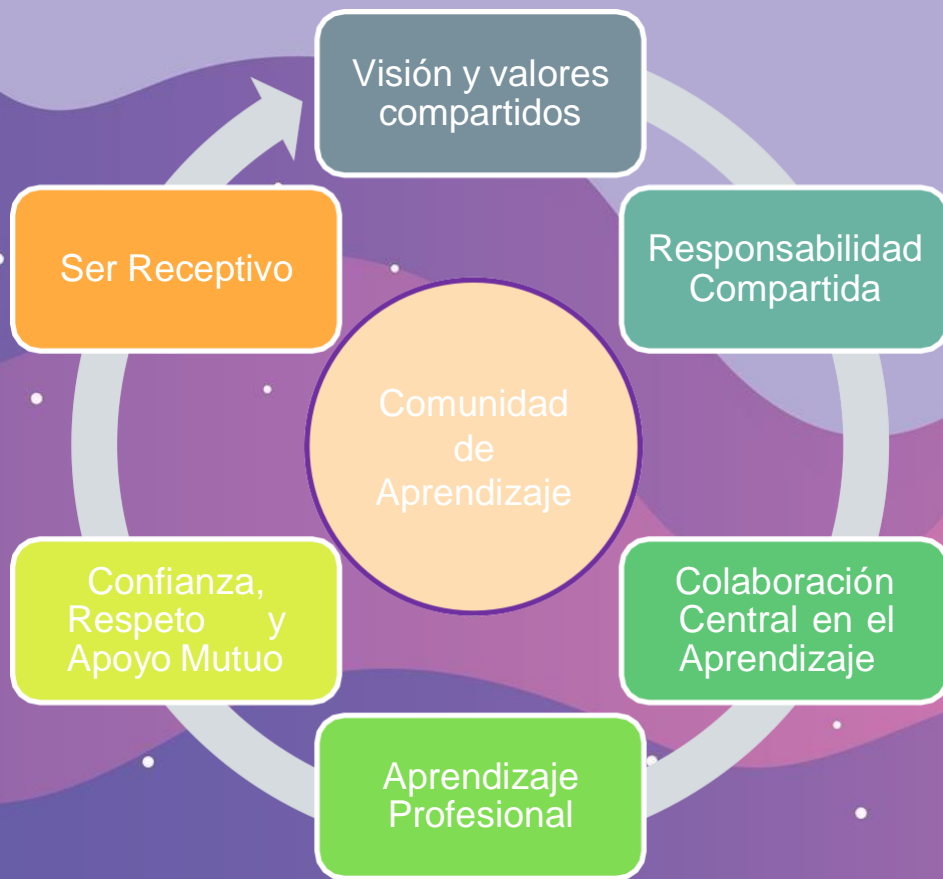 Visión y valores
compartidos
Responsabilidad
Compartida
Colaboración
Central en el
Aprendizaje
Aprendizaje
Profesional
Confianza,
Respeto y
Apoyo Mutuo
Ser Receptivo
Comunidad
de
Aprendizaje